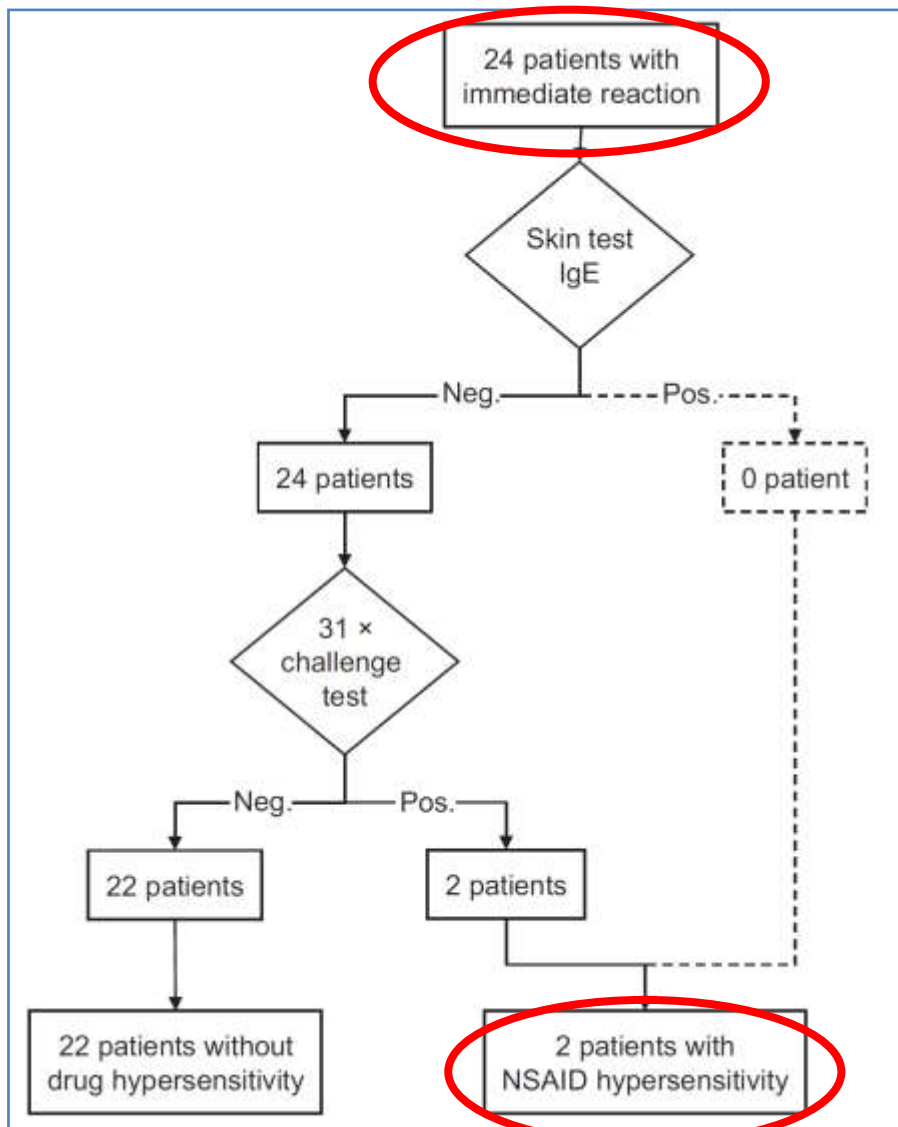 24 patients with
immediate reaction
Skin test
IgE
Neg.
Pos.
24 patients
0 patient
31 ×
challenge
test
Neg.
Pos.
22 patients
2 patients
22 patients without
drug hypersensitivity
2 patients with
NSAID hypersensitivity